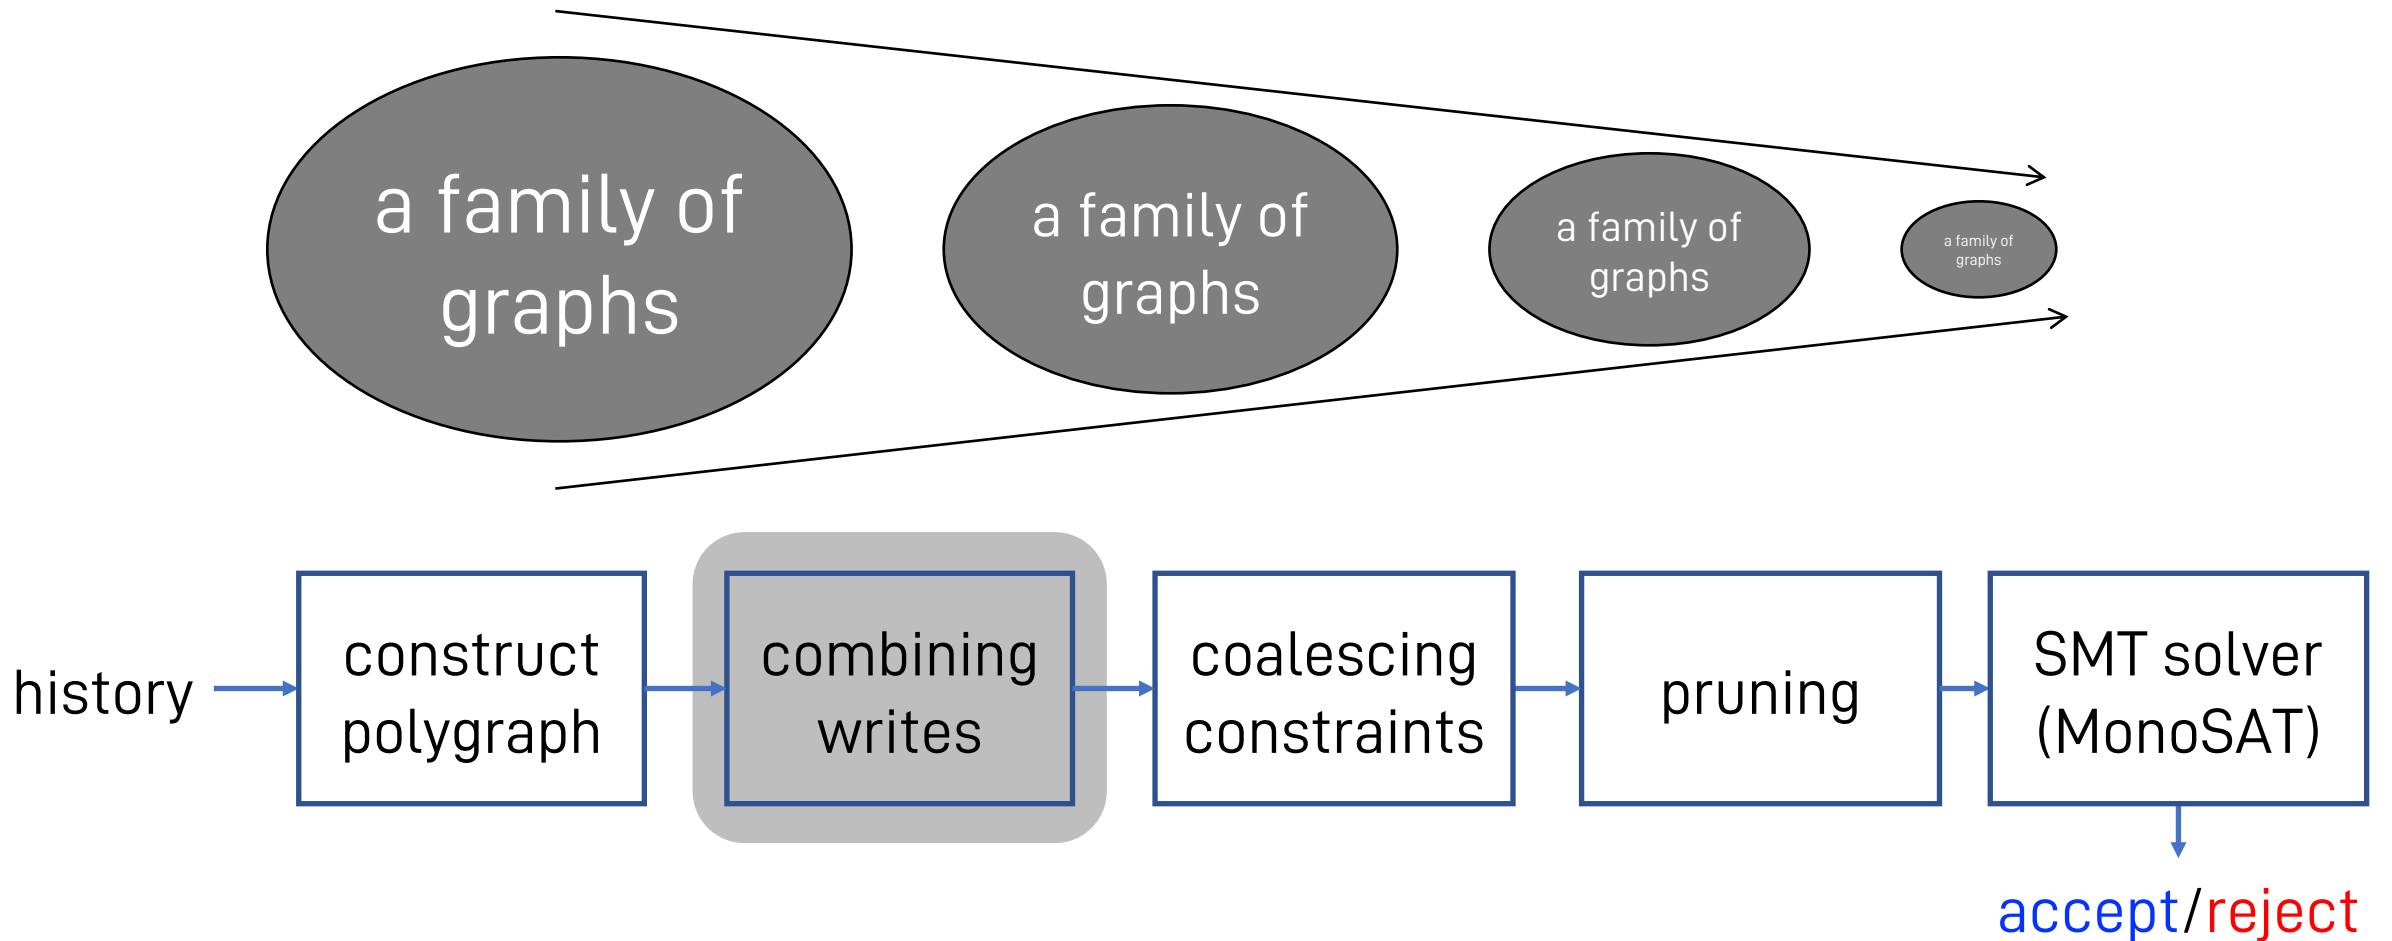 a family of
graphs
a family of
graphs
a family of
graphs
a family of
graphs
history
construct
polygraph
combining
writes
coalescing
constraints
pruning
SMT solver
(MonoSAT)
accept/reject